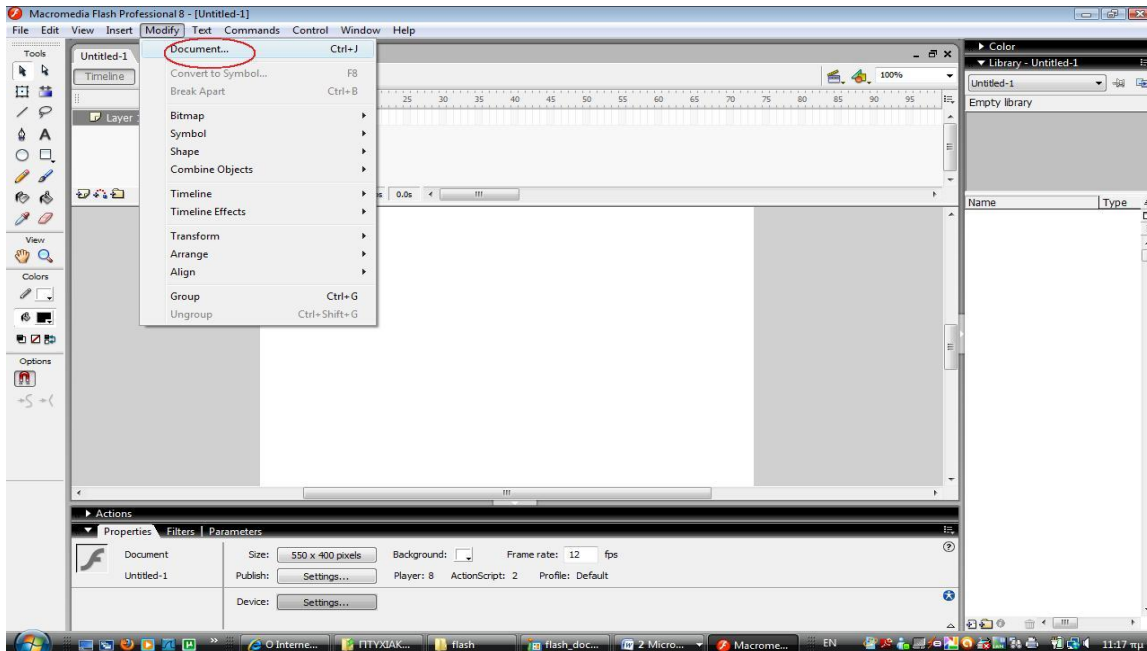 Macromedia Flash Professional 8 - [Untitled-1]
File Edit View Insert Modify Text Commands Control Window Help
Tools
View
Colors
Options
Untitled-1
Timeline
Layer
100%
25 30 35 40 45 50 55 60 65 70 75 80 85 90 95
0.0s
Document... Ctrl+J
Convert to Symbol... F8
Break Apart Ctrl+B
Bitmap
Symbol
Shape
Combine Objects
Timeline
Timeline Effects
Transform
Arrange
Align
Group Ctrl+G
Ungroup Ctrl+Shift+G
Color
Library - Untitled-1
Untitled-1
Empty library
Name Type
Actions
Properties Filters Parameters
Document Size: 550 x 400 pixels Background: Frame rate: 12 fps
Untitled-1 Publish: Settings... Player: 8 ActionScript: 2 Profile: Default
Device: Settings...
O Interne... ΠΤΥΧΙΑΚ... flash flash_doc... 2 Micro... Macrome... EN 11:17 πμ